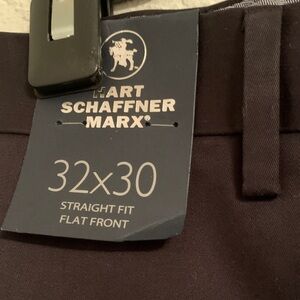 HART
SCHAFFNER
MARX®
32x30
STRAIGHT FIT
FLAT FRONT